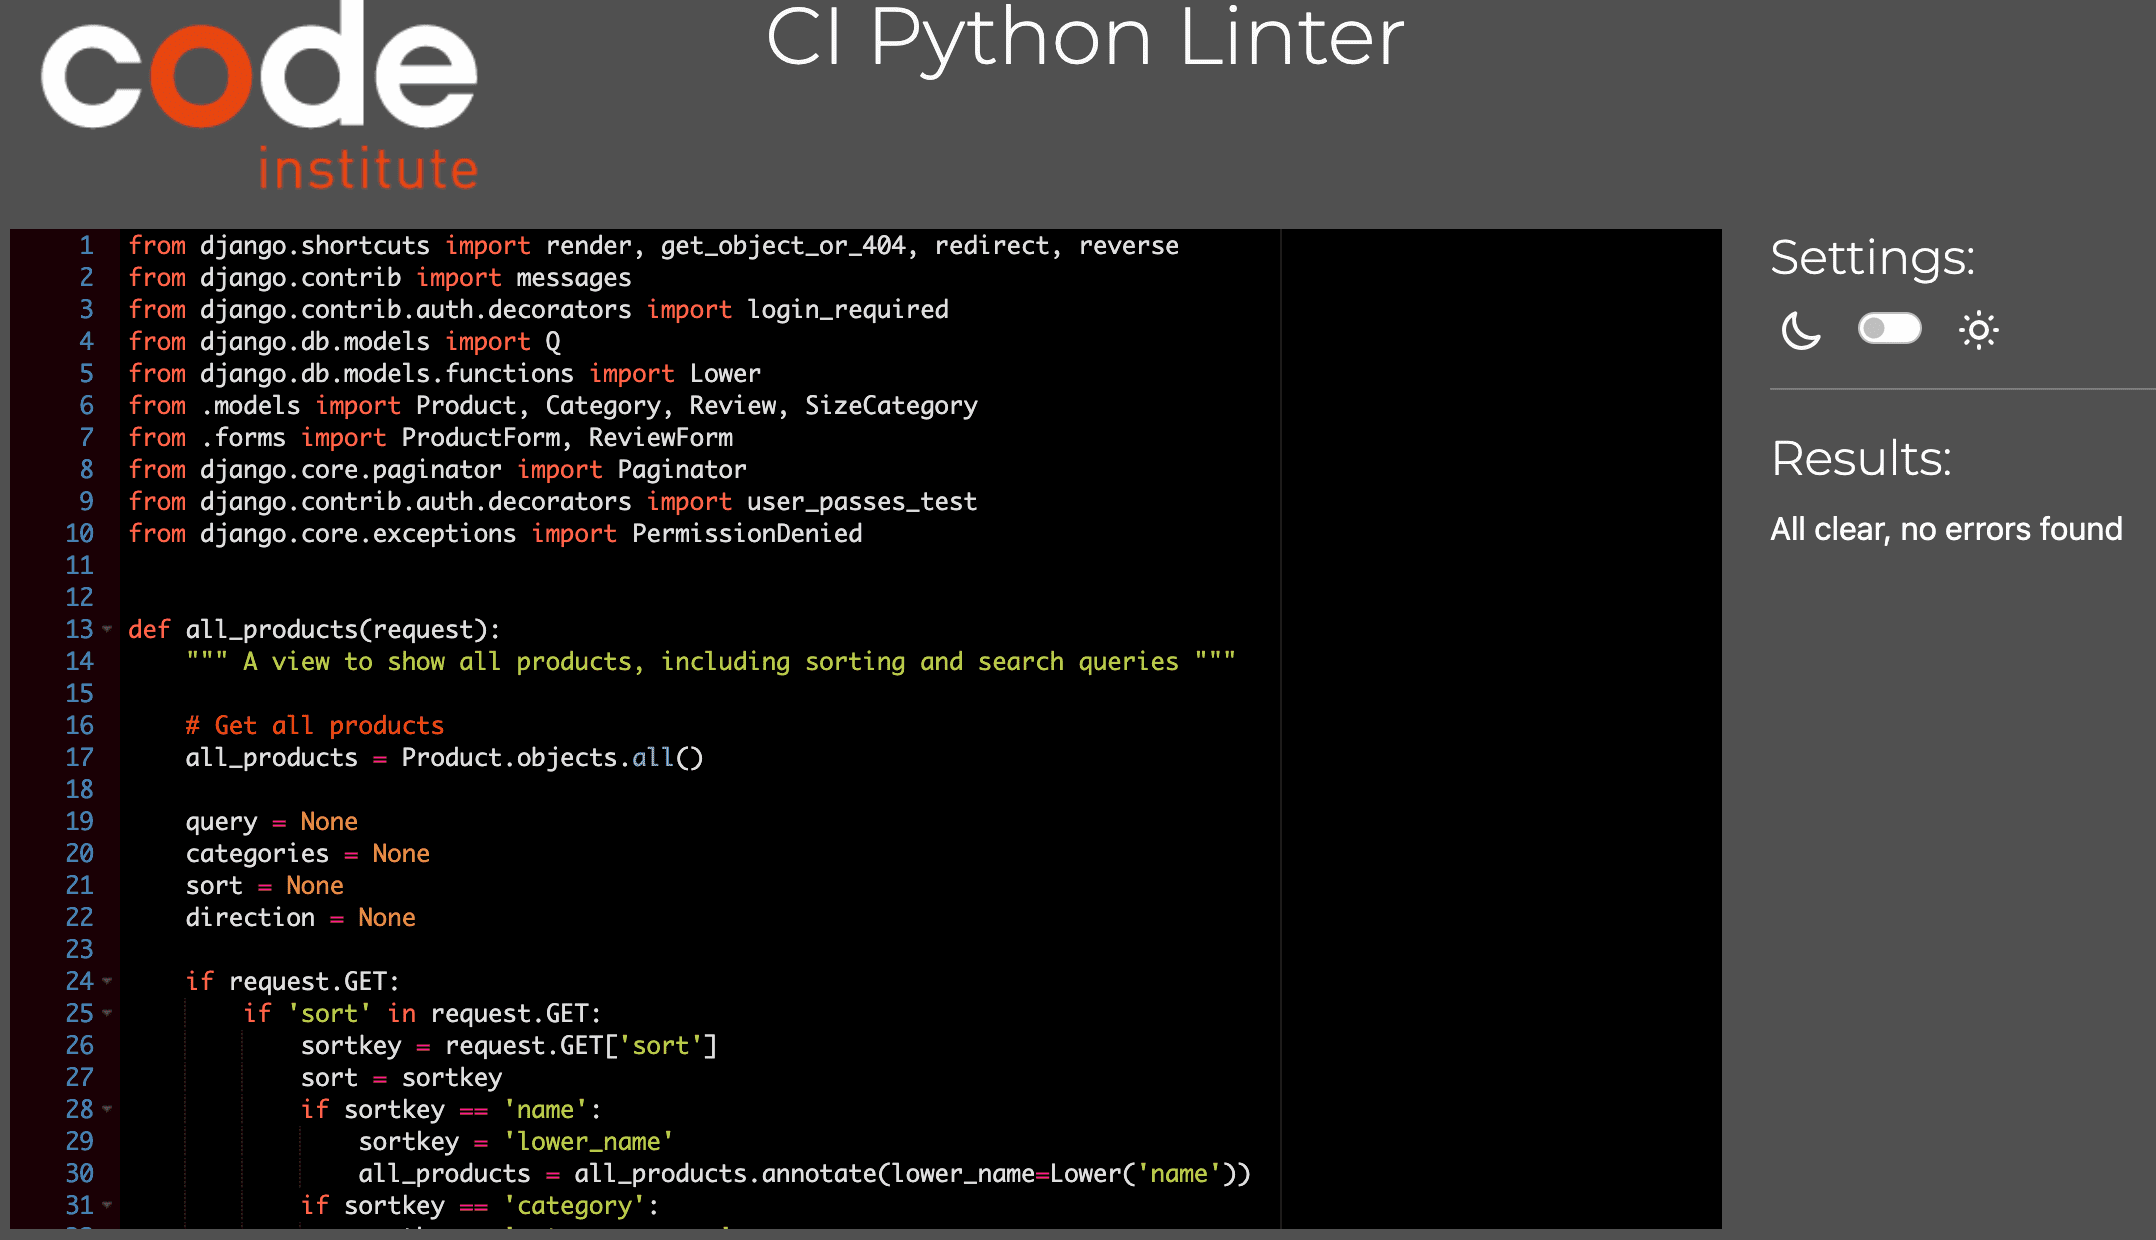 code
institute
CI Python Linter
1 from django.shortcuts import render, get_object_or_404, redirect, reverse
2 from django.contrib import messages
3 from django.contrib.auth.decorators import login_required
4 from django.db.models import Q
5 from django.db.models.functions import Lower
6 from .models import Product, Category, Review, SizeCategory
7 from .forms import ProductForm, ReviewForm
8 from django.core.paginator import Paginator
9 from django.contrib.auth.decorators import user_passes_test
10 from django.core.exceptions import PermissionDenied
11
12
13 def all_products(request):
14     """ A view to show all products, including sorting and search queries """
15
16     # Get all products
17     all_products = Product.objects.all()
18
19     query = None
20     categories = None
21     sort = None
22     direction = None
23
24     if request.GET:
25         if 'sort' in request.GET:
26             sortkey = request.GET['sort']
27             sort = sortkey
28             if sortkey == 'name':
29                 sortkey = 'lower_name'
30                 all_products = all_products.annotate(lower_name=Lower('name'))
31             if sortkey == 'category':
Settings:
Results:
All clear, no errors found